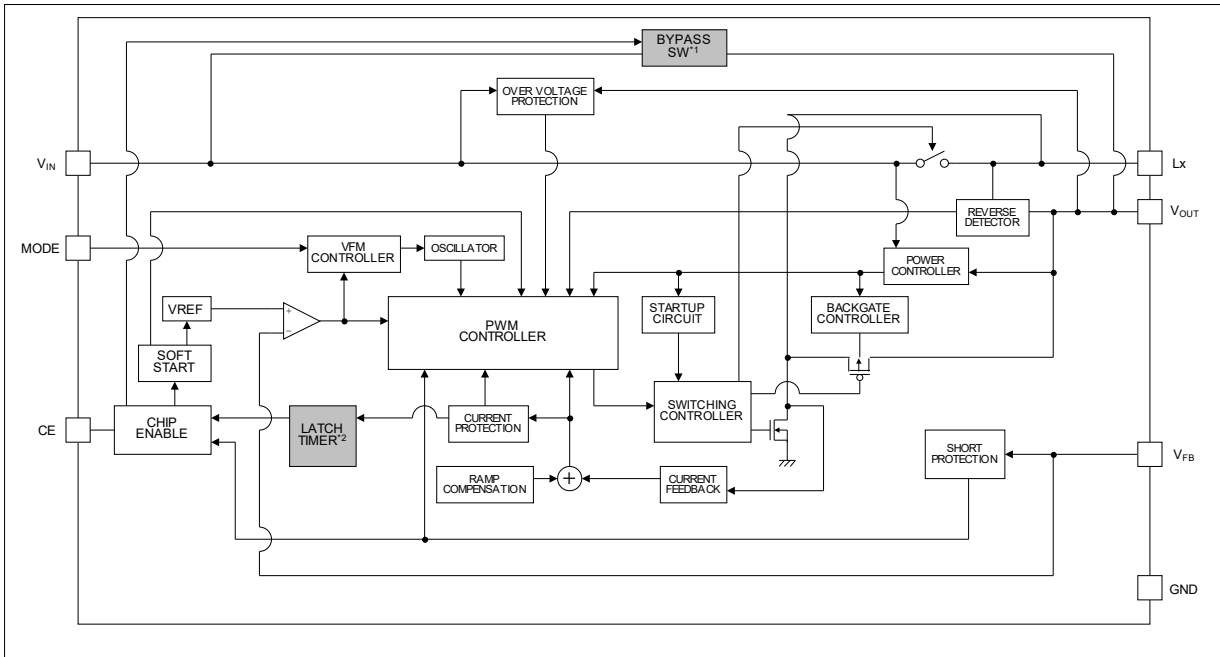 BYPASS
SW*1
OVER VOLTAGE
PROTECTION
VIN
Lx
REVERSE
DETECTOR
VOUT
MODE
VFM
CONTROLLER
OSCILLATOR
POWER
CONTROLLER
VREF
+
−
PWM
CONTROLLER
STARTUP
CIRCUIT
BACKGATE
CONTROLLER
SOFT
START
SWITCHING
CONTROLLER
CE
CHIP
ENABLE
LATCH
TIMER*2
CURRENT
PROTECTION
SHORT
PROTECTION
VFB
RAMP
COMPENSATION
+
CURRENT
FEEDBACK
GND